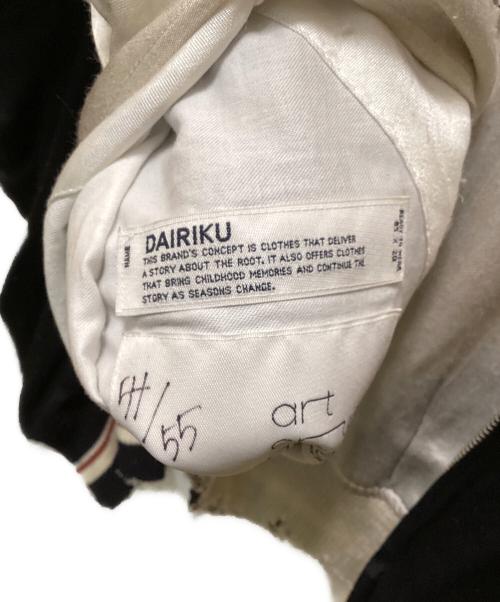 NAME
DAIRIKU
THIS BRAND'S CONCEPT IS CLOTHES THAT DELIVER
A STORY ABOUT THE ROOT. IT ALSO OFFERS CLOTHES
THAT BRING CHILDHOOD MEMORIES AND CONTINUE THE
STORY AS SEASONS CHANGE.
/55
art